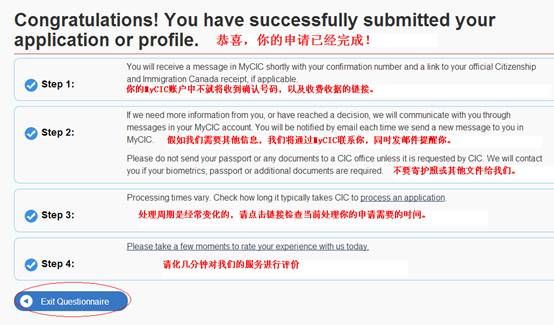 Congratulations! You have successfully submitted your
application or profile. 恭喜，你的申请已经完成！
Step 1:
You will receive a message in MyCIC shortly with your confirmation number and a link to your official Citizenship
and Immigration Canada receipt, if applicable.
你的MyCIC账户申不就将收到确认号码，以及收费收据的链接。
Step 2:
If we need more information from you, or have reached a decision, we will communicate with you through
messages in your MyCIC account. You will be notified by email each time we send a new message to you in
MyCIC. 假如我们需要其他信息，我们将通过MyCIC联系你，同时发邮件提醒你。
Please do not send your passport or any documents to a CIC office unless it is requested by CIC. We will contact
you if your biometrics, passport or additional documents are required. 不要寄护照或其他文件给我们。
Processing times vary. Check how long it typically takes CIC to process an application.
Step 3:
处理周期是经常变化的，请点击链接检查当前处理你的申请需要的时间。
Please take a few moments to rate your experience with us today.
Step 4:
请化几分钟对我们的服务进行评价
Exit Questionnaire